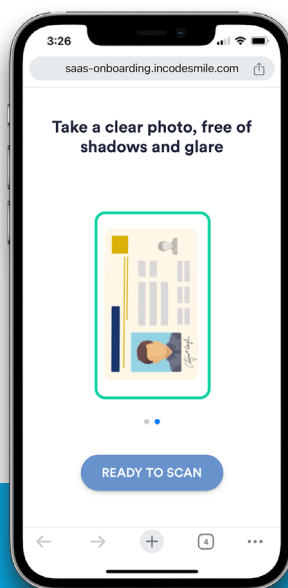 3:26
saas-onboarding.incodesmile.com
Take a clear photo, free of
shadows and glare
READY TO SCAN
4